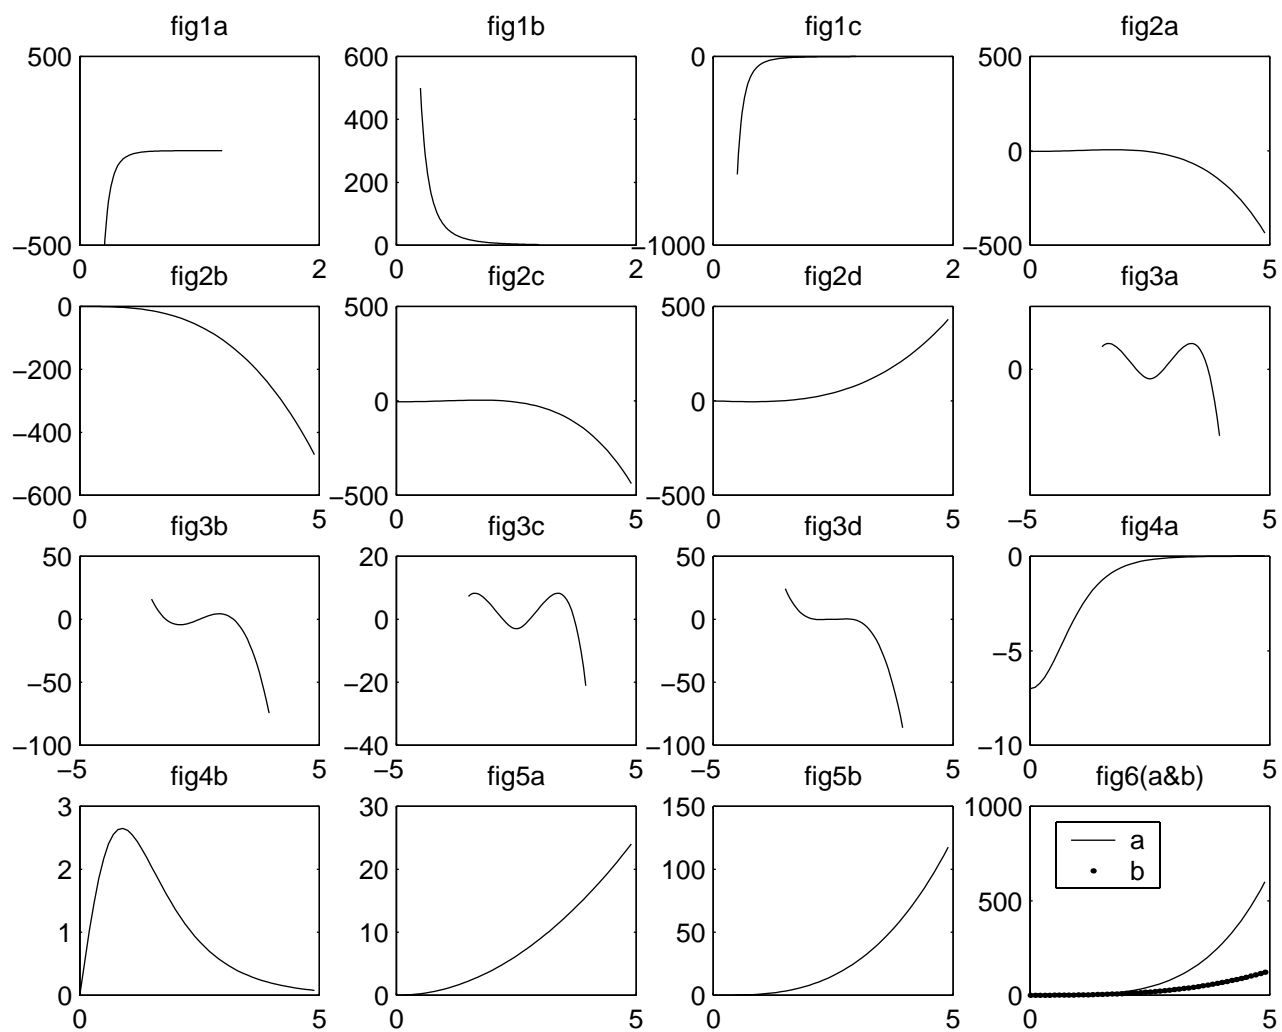 fig1a fig1b fig1c fig2a
500 600 0 500
400
0
200
−500 0 −1000 −500
0 2 0 2 0 2 0 5
fig2b fig2c fig2d fig3a
0 500 500
−200
0 0 0
−400
−600 −500 −500
0 5 0 5 0 5 −5 5
fig3b fig3c fig3d fig4a
50 20 50 0
0 0 0
−5
−50 −20 −50
−100 −40 −100 −10
−5 5 −5 5 −5 5 0 5
fig4b fig5a fig5b fig6(a&b)
3 30 150 1000
a
2 20 100
b
500
1 10 50
0 0 0 0
0 5 0 5 0 5 0 5